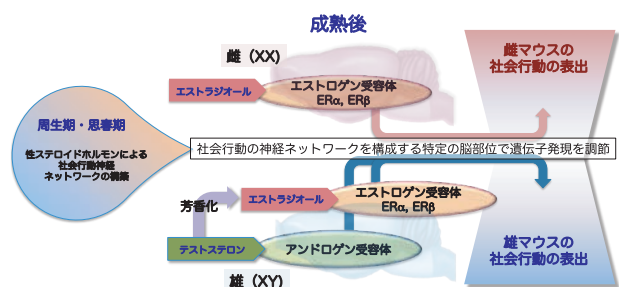 成熟後
雌（XX）
エストラジオール
エストロゲン受容体
ERα, ERβ
雌マウスの
社会行動の表出
周生期・思春期
性ステロイドホルモンによる
社会行動神経
ネットワークの構築
社会行動の神経ネットワークを構成する特定の脳部位で遺伝子発現を調節
芳香化
エストラジオール
エストロゲン受容体
ERα, ERβ
テストステロン
アンドロゲン受容体
雄（XY）
雄マウスの
社会行動の表出